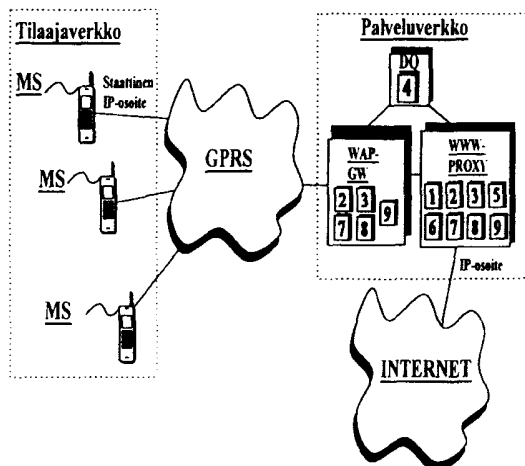 Tilaajaverkko
MS
Staattinen
IP-osoite
MS
MS
GPRS
Palveluverkko
DQ
4
WAP-
GW
2 3
9
7 8
WWW-
PROXY
1 2 3 5
6 7 8 9
IP-osoite
INTERNET